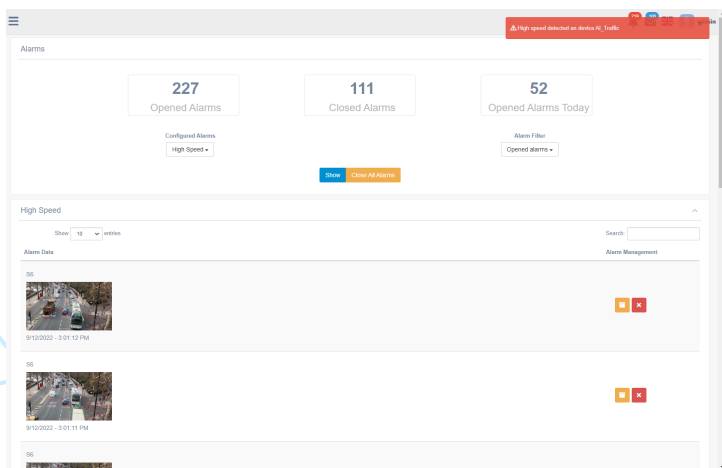 High speed detected on device AI_Traffic
Alarms
227
Opened Alarms
111
Closed Alarms
52
Opened Alarms Today
Configured Alarms
High Speed
Alarm Filter
Opened alarms
Show
Close All Alarms
High Speed
Show 10 entries
Search:
Alarm Data
Alarm Management
S6
9/12/2022 - 3:01:12 PM
S6
9/12/2022 - 3:01:11 PM
S6